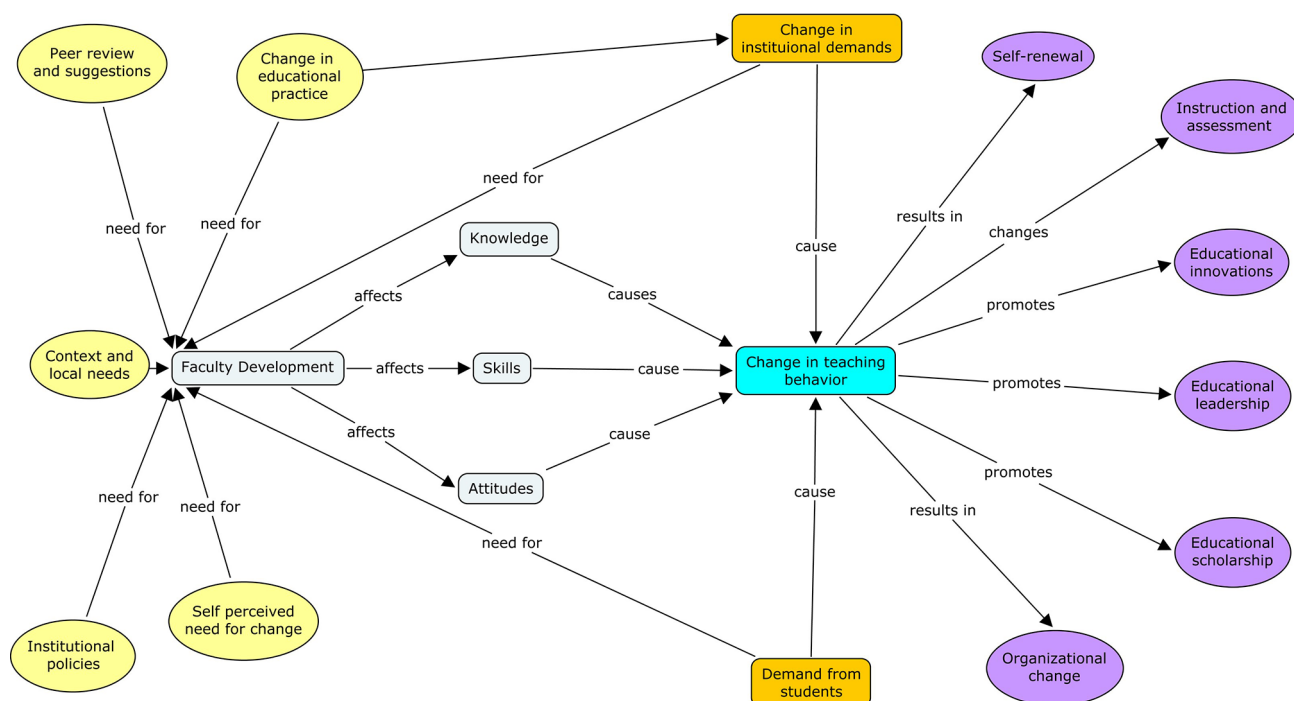 Peer review
and suggestions
Change in
educational
practice
Change in
instituional demands
Self-renewal
Instruction and
assessment
need for
need for
need for
results in
changes
Knowledge
cause
Educational
innovations
affects
causes
promotes
Context and
local needs
Faculty Development
affects
Skills
cause
Change in teaching
behavior
promotes
Educational
leadership
affects
cause
Attitudes
promotes
need for
need for
cause
results in
need for
Educational
scholarship
Self perceived
need for change
Institutional
policies
Demand from
students
Organizational
change